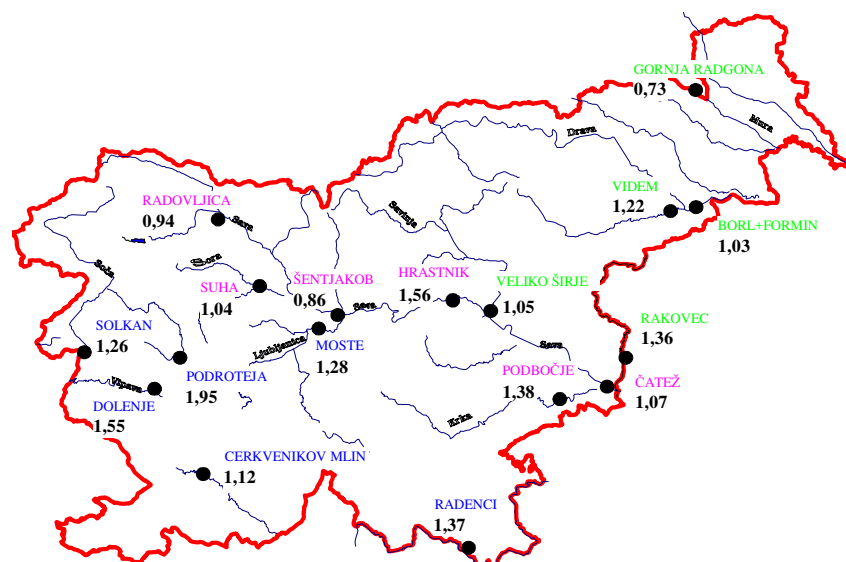 GORNJA RADGONA
0,73
Mura
Drava
VIDEM
1,22
BORL+FORMIN
1,03
RADOVLJICA
0,94
Sava
Savinja
Sora
Soča
SUHA
1,04
ŠENTJAKOB
0,86
HRASTNIK
1,56
VELIKO ŠIRJE
1,05
Sava
Sava
SOLKAN
1,26
Ljubljanica
MOSTE
1,28
RAKOVEC
1,36
PODROTEJA
1,95
PODBOČJE
1,38
ČATEŽ
1,07
Vipava
DOLENJE
1,55
Krka
CERKVENIKOV MLIN
1,12
RADENCI
1,37